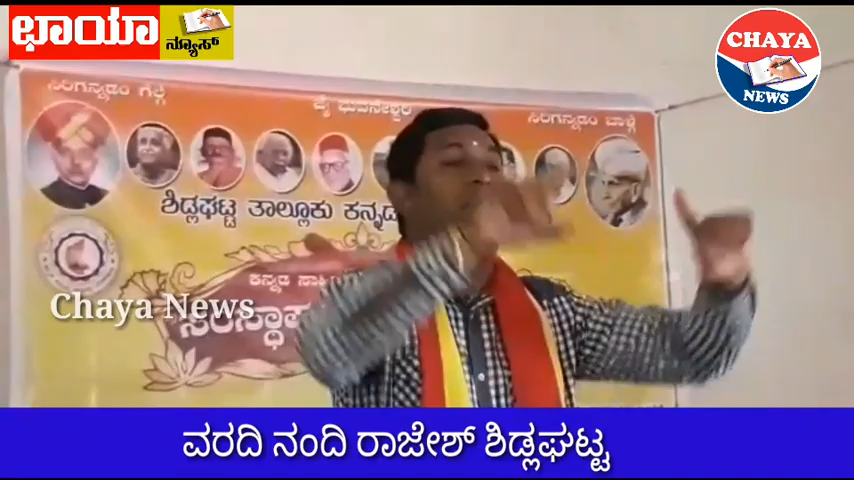 ಛಾಯಾ
ನ್ಯೂಸ್
CHAYA
NEWS
ಸಿರಿಗನ್ನಡಂ ಗೆಲ್ಗೆ
ಜೈ ಭುವನೇಶ್ವರಿ
ಸಿರಿಗನ್ನಡಂ ಬಾಳ್ಗೆ
ಶಿಡ್ಲಘಟ್ಟ ತಾಲ್ಲೂಕು
ಕನ್ನಡ
Chaya News
ವರದಿ ನಂದಿ ರಾಜೇಶ್ ಶಿಡ್ಲಘಟ್ಟ